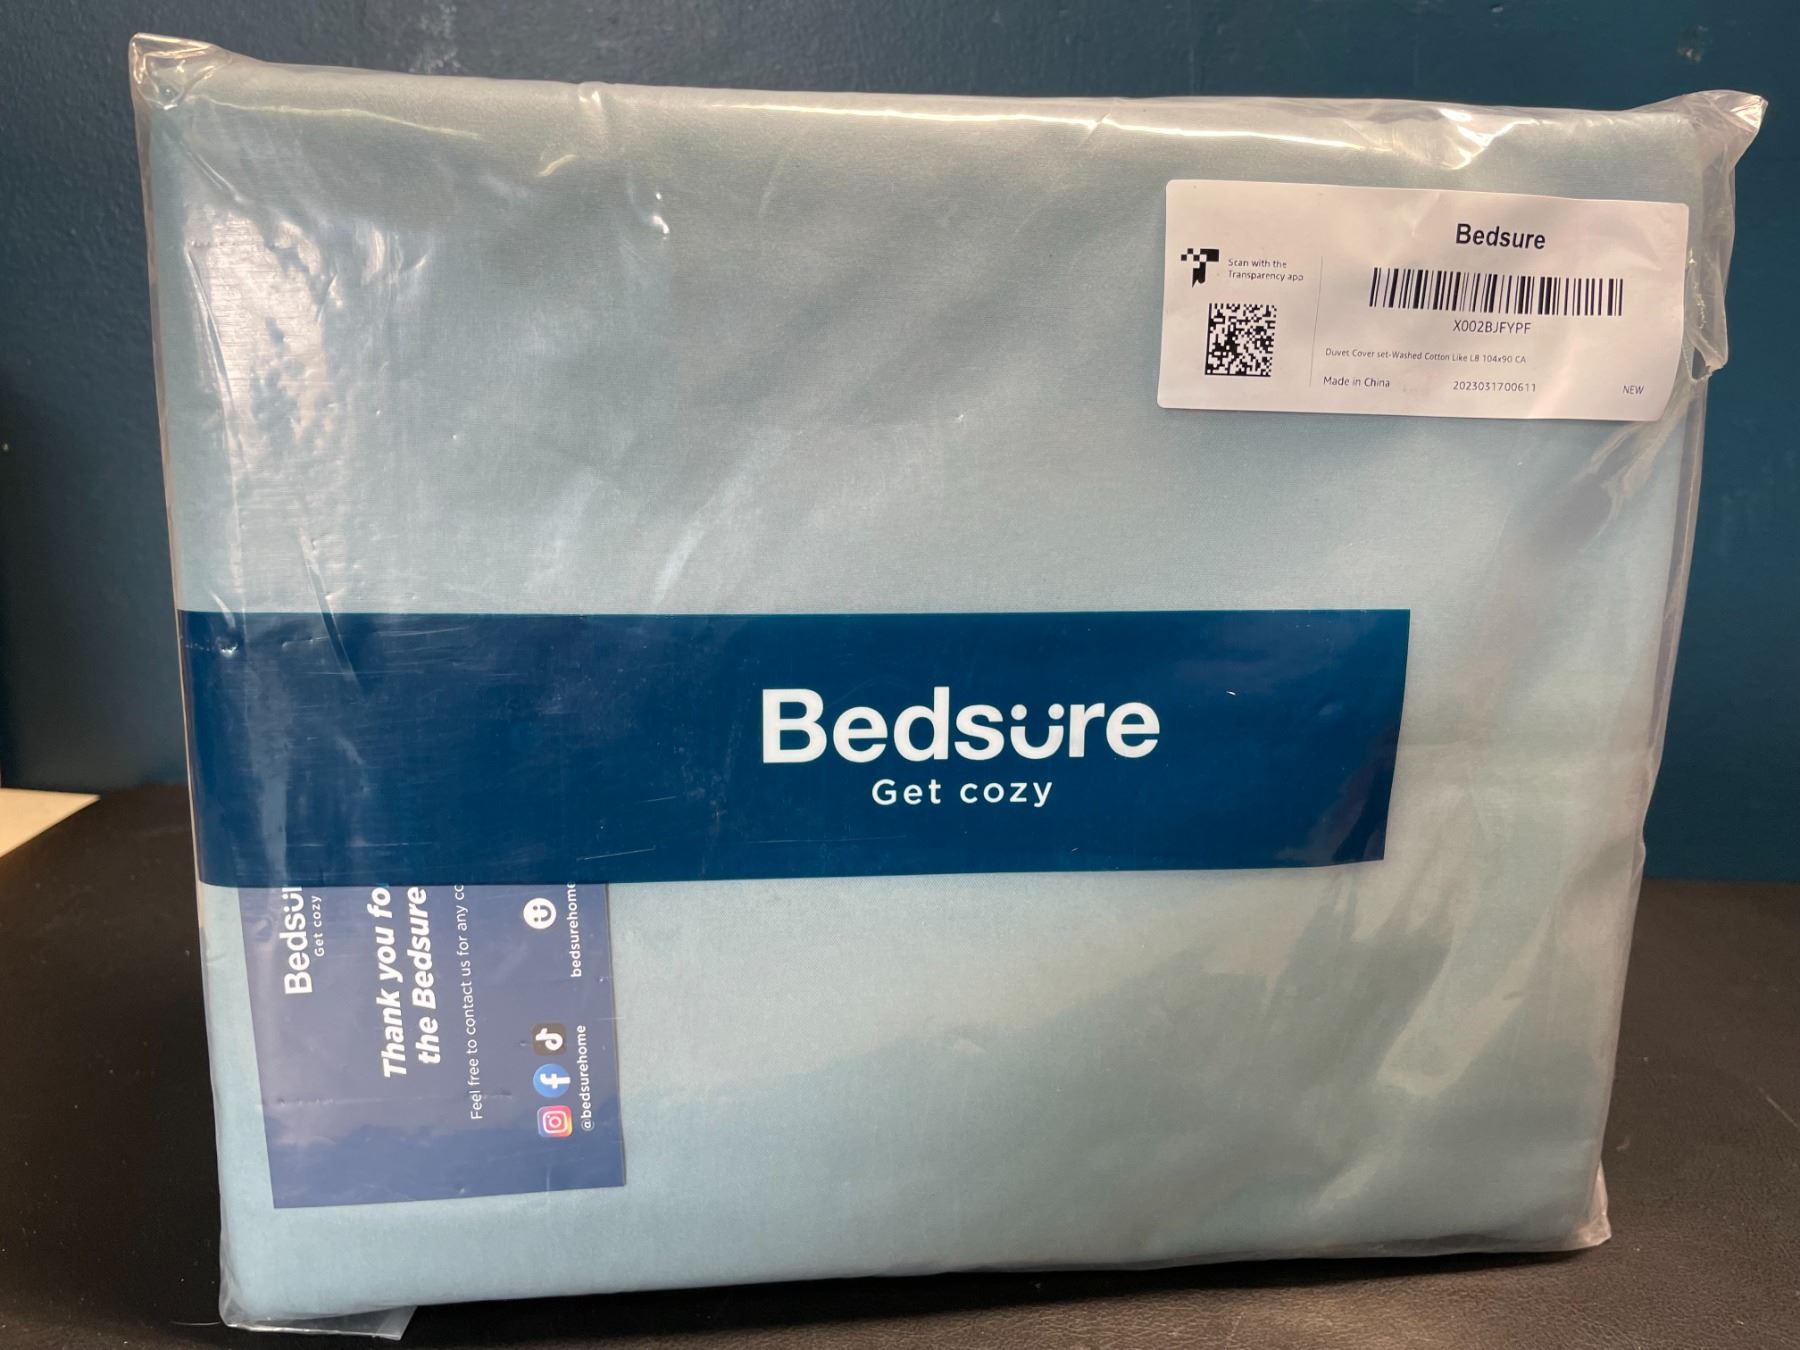 Bedsure
Scan with the
Transparency app
X002BJFYPF
Duvet Cover set-Washed Cotton Like LB 104x90 CA
Made in China 2023031700611 NEW
Bedsure
Get cozy
Bedsur
Get cozy
Thank you fo
the Bedsure
Feel free to contact us for any co
bedsurehome
@bedsurehome